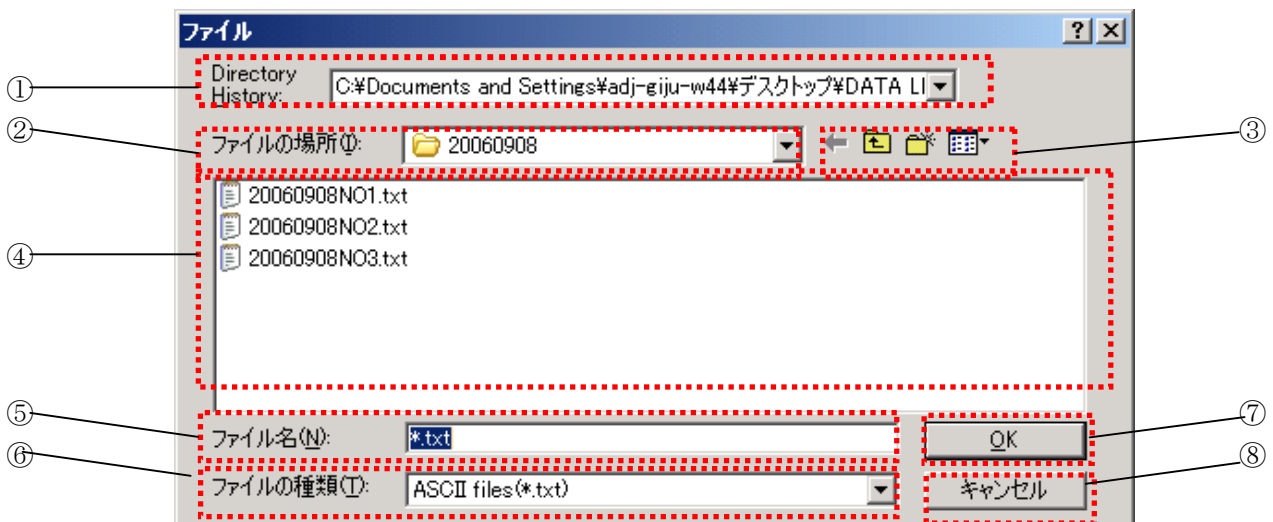 ファイル
①
Directory History:
C:¥Documents and Settings¥adj-giju-w44¥デスクトップ¥DATA LI
②
ファイルの場所(I):
20060908
③
20060908NO1.txt
20060908NO2.txt
④
20060908NO3.txt
⑤
ファイル名(N):
*.txt
OK
⑦
⑥
ファイルの種類(T):
ASCII files(*.txt)
キャンセル
⑧